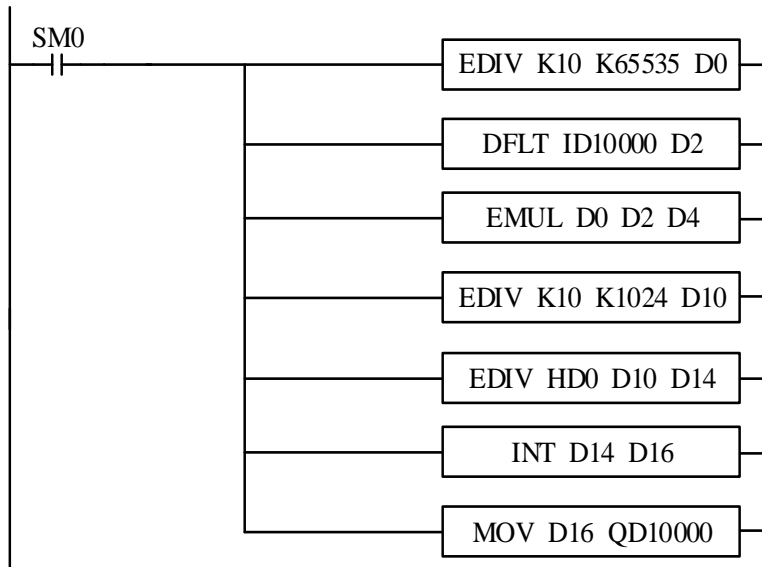 SM0
EDIV K10 K65535 D0
DFLT ID10000 D2
EMUL D0 D2 D4
EDIV K10 K1024 D10
EDIV HD0 D10 D14
INT D14 D16
MOV D16 QD10000